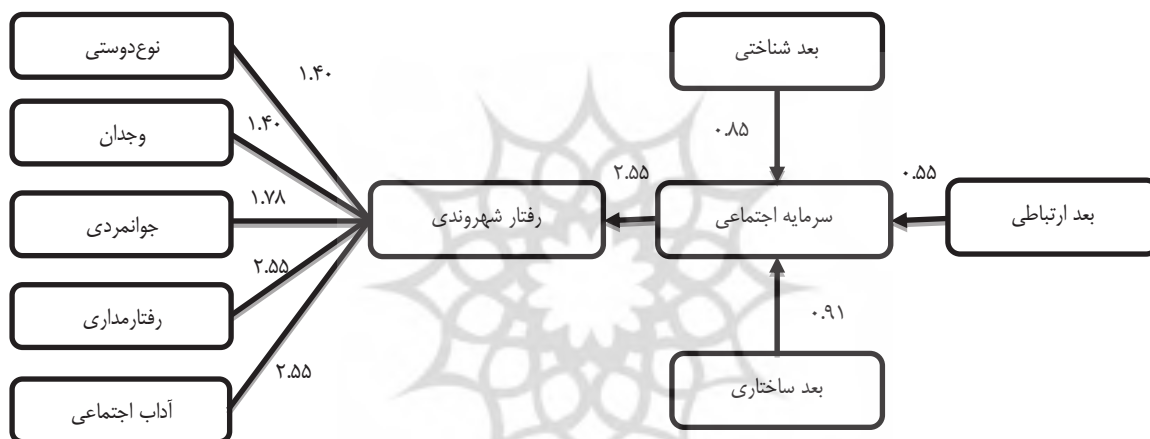 نوع‌دوستی
بعد شناختی
۱.۴۰
وجدان
۱.۴۰
۰.۸۵
جوانمردی
۱.۷۸
رفتار شهروندی
۲.۵۵
سرمایه اجتماعی
۰.۵۵
بعد ارتباطی
رفتارمداری
۲.۵۵
۰.۹۱
آداب اجتماعی
۲.۵۵
بعد ساختاری